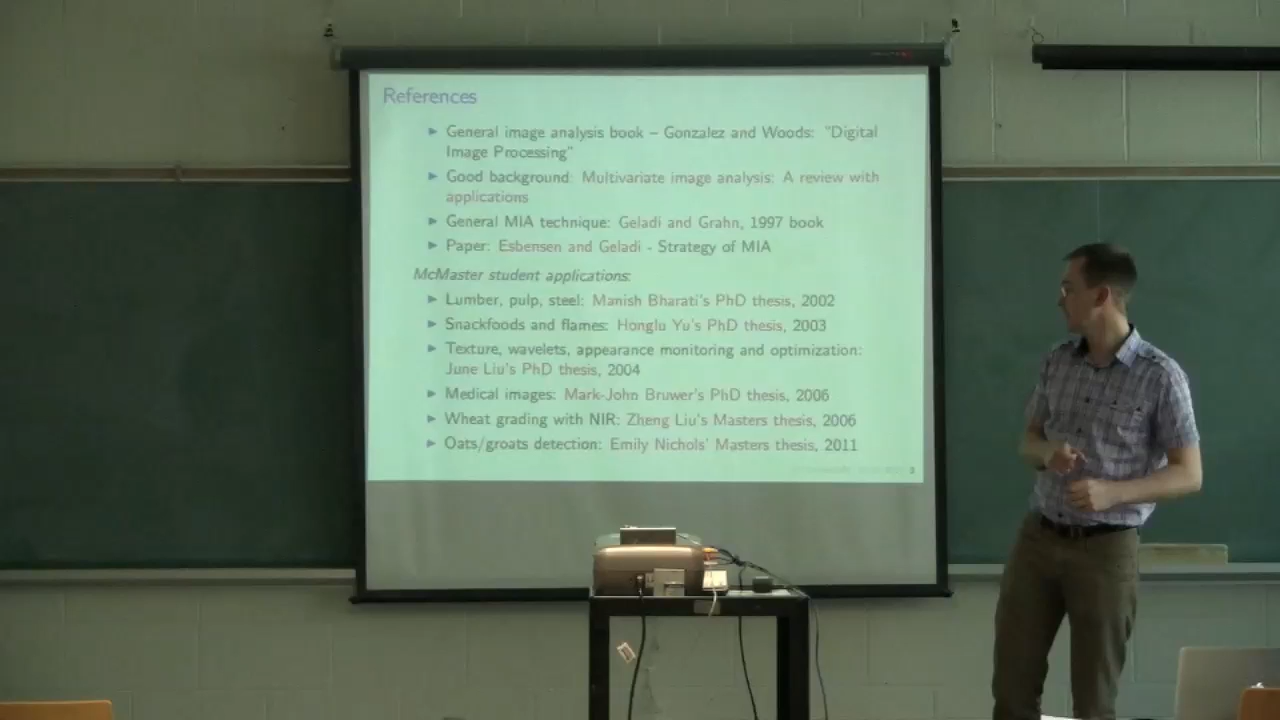 References
► General image analysis book – Gonzalez and Woods: "Digital
Image Processing"
► Good background: Multivariate image analysis: A review with
applications
► General MIA technique: Geladi and Grahn, 1997 book
► Paper: Esbensen and Geladi - Strategy of MIA
McMaster student applications:
► Lumber, pulp, steel: Manish Bharati's PhD thesis, 2002
► Snackfoods and flames: Honglu Yu's PhD thesis, 2003
► Texture, wavelets, appearance monitoring and optimization:
June Liu's PhD thesis, 2004
► Medical images: Mark-John Bruwer's PhD thesis, 2006
► Wheat grading with NIR: Zheng Liu's Masters thesis, 2006
► Oats/groats detection: Emily Nichols' Masters thesis, 2011